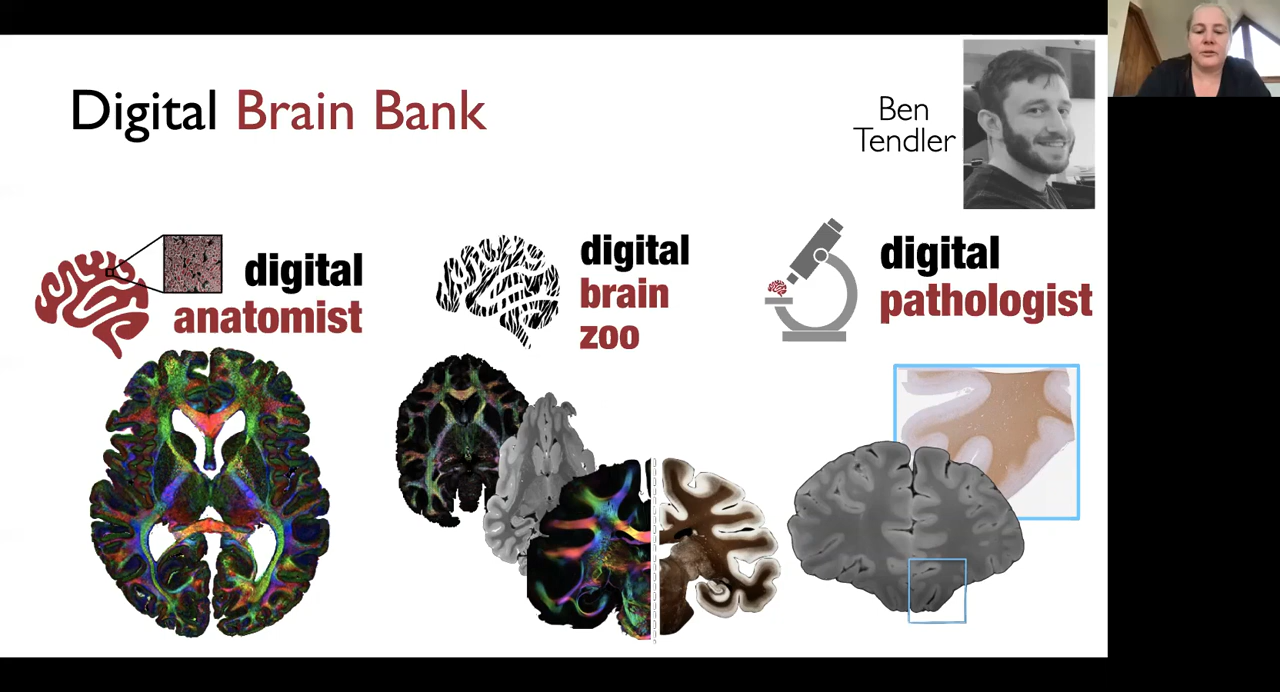 Digital Brain Bank
Ben
Tendler
digital
anatomist
digital
brain
zoo
digital
pathologist